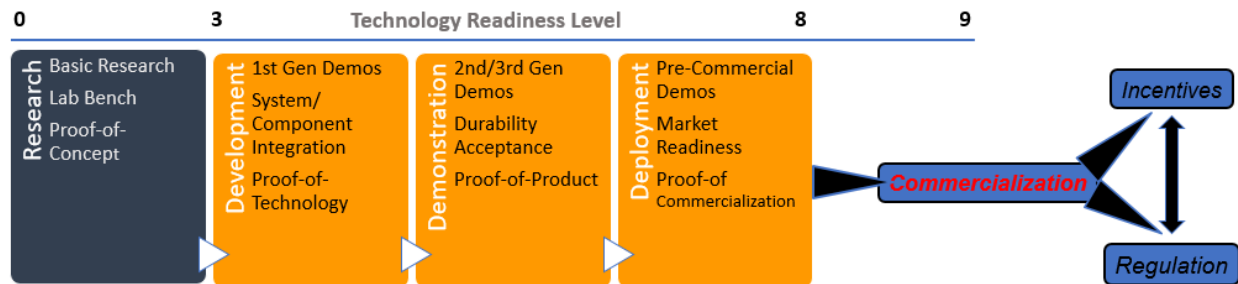 0 3 Technology Readiness Level 8 9
Research
Basic Research
Lab Bench
Proof-of-
Concept
Development
1st Gen Demos
System/
Component
Integration
Proof-of-
Technology
Demonstration
2nd/3rd Gen
Demos
Durability
Acceptance
Proof-of-Product
Deployment
Pre-Commercial
Demos
Market
Readiness
Proof-of
Commercialization
Commercialization
Incentives
Regulation